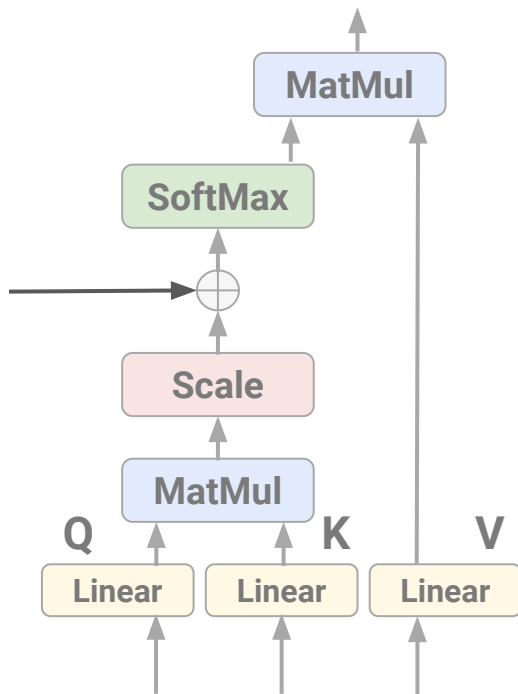 MatMul
SoftMax
Scale
MatMul
Q K V
Linear Linear Linear